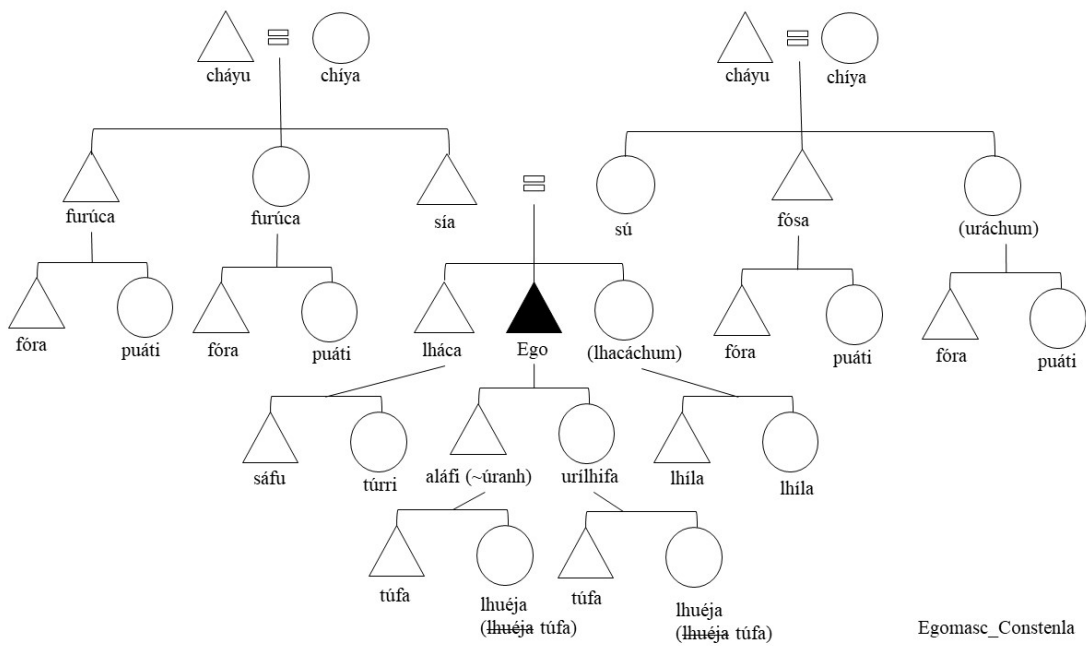 cháyu
chíya
cháyu
chíya
furúca
furúca
sía
sú
fósa
(uráchum)
fóra
puáti
fóra
puáti
lháca
Ego
(lhacáchum)
fóra
puáti
fóra
puáti
sáfu
túrri
aláfi (~úranh)
urílhifa
lhíla
lhíla
túfa
lhuéja
(lhuéja túfa)
túfa
lhuéja
(lhuéja túfa)
Egomasc_Constenla